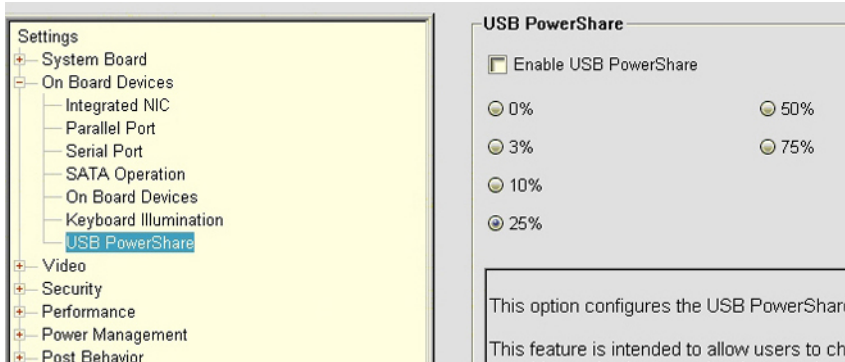 Settings
System Board
On Board Devices
Integrated NIC
Parallel Port
Serial Port
SATA Operation
On Board Devices
Keyboard Illumination
USB PowerShare
Video
Security
Performance
Power Management
Post Behavior
USB PowerShare
Enable USB PowerShare
0%
50%
3%
75%
10%
25%
This option configures the USB PowerShare
This feature is intended to allow users to ch